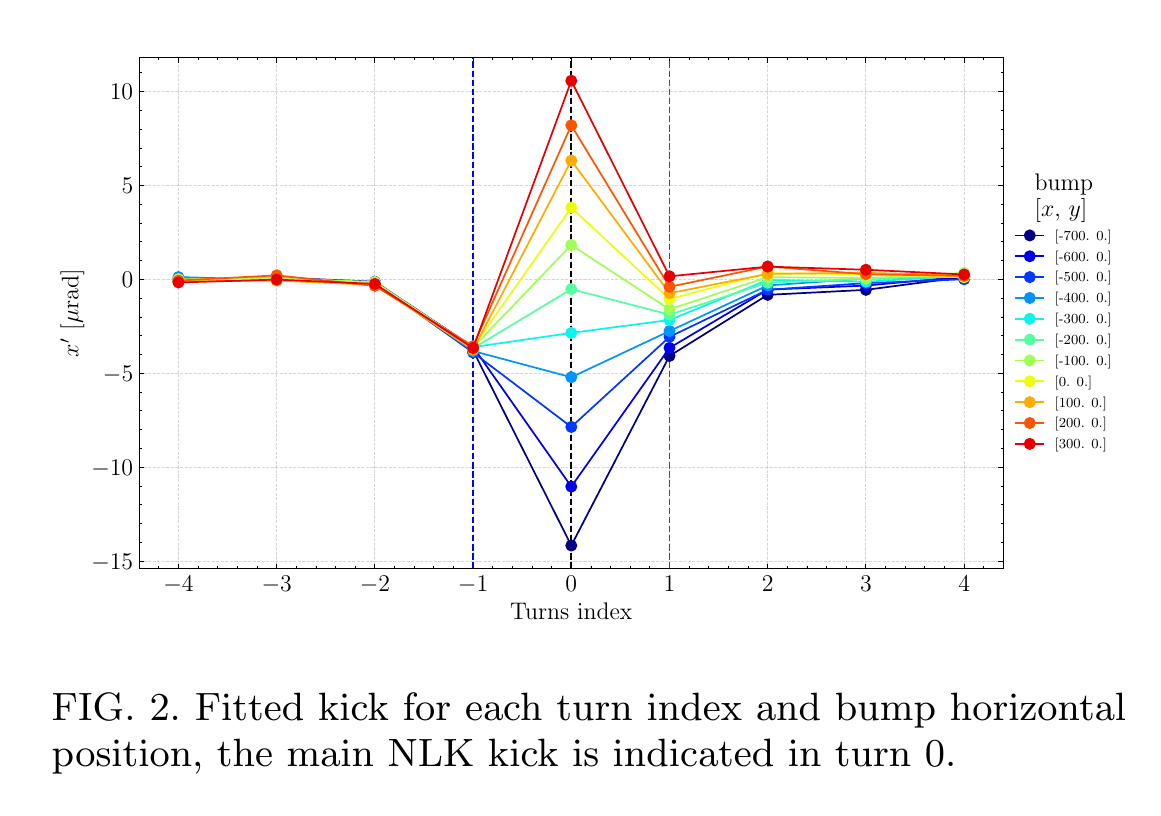 10
5
0
−5
−10
−15
x′ [μrad]
−4 −3 −2 −1 0 1 2 3 4
Turns index
bump
[x, y]
[-700. 0.]
[-600. 0.]
[-500. 0.]
[-400. 0.]
[-300. 0.]
[-200. 0.]
[-100. 0.]
[0. 0.]
[100. 0.]
[200. 0.]
[300. 0.]
FIG. 2. Fitted kick for each turn index and bump horizontal
position, the main NLK kick is indicated in turn 0.